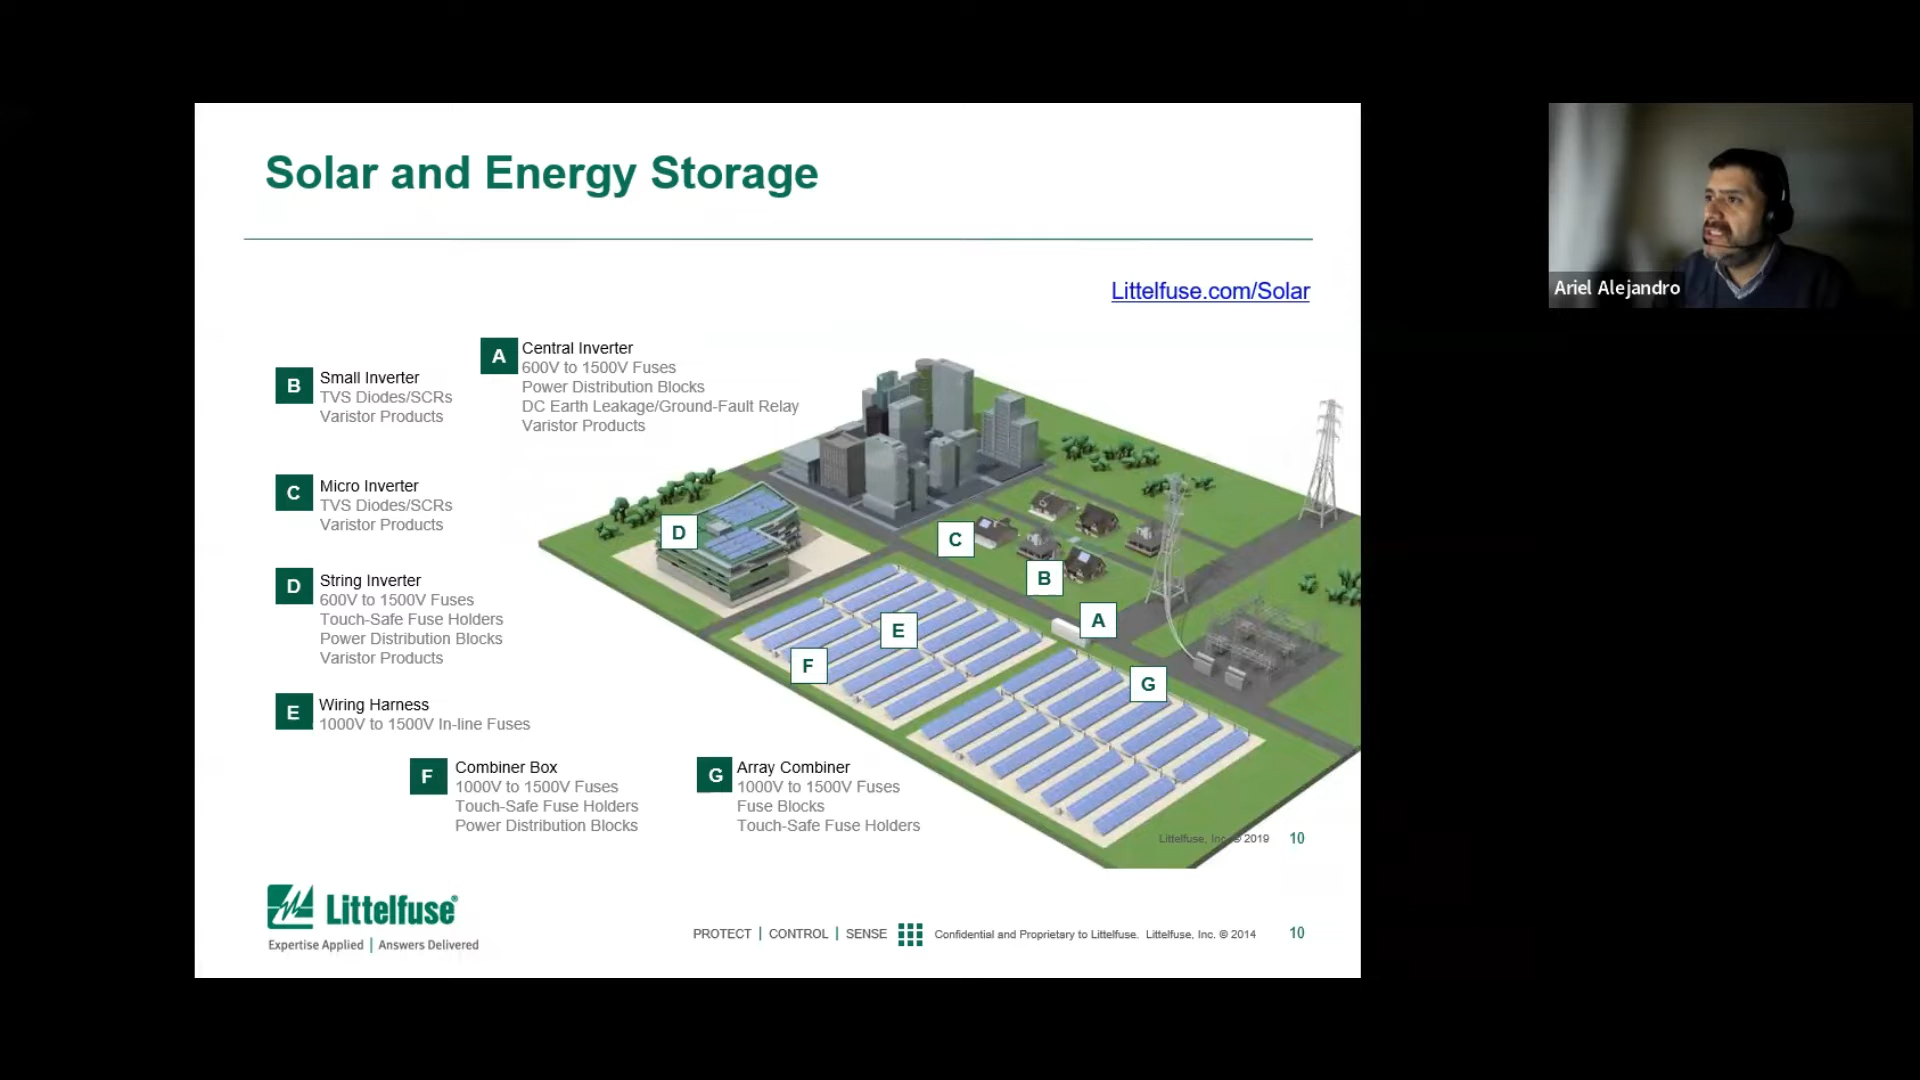 Solar and Energy Storage
Littelfuse.com/Solar
A
Central Inverter
600V to 1500V Fuses
Power Distribution Blocks
DC Earth Leakage/Ground-Fault Relay
Varistor Products
B
Small Inverter
TVS Diodes/SCRs
Varistor Products
C
Micro Inverter
TVS Diodes/SCRs
Varistor Products
D
String Inverter
600V to 1500V Fuses
Touch-Safe Fuse Holders
Power Distribution Blocks
Varistor Products
E
Wiring Harness
1000V to 1500V In-line Fuses
F
Combiner Box
1000V to 1500V Fuses
Touch-Safe Fuse Holders
Power Distribution Blocks
G
Array Combiner
1000V to 1500V Fuses
Fuse Blocks
Touch-Safe Fuse Holders
D
C
B
A
E
F
G
Littelfuse, Inc. © 2019 10
Littelfuse®
Expertise Applied | Answers Delivered
PROTECT | CONTROL | SENSE Confidential and Proprietary to Littelfuse. Littelfuse, Inc. © 2014 10
Ariel Alejandro